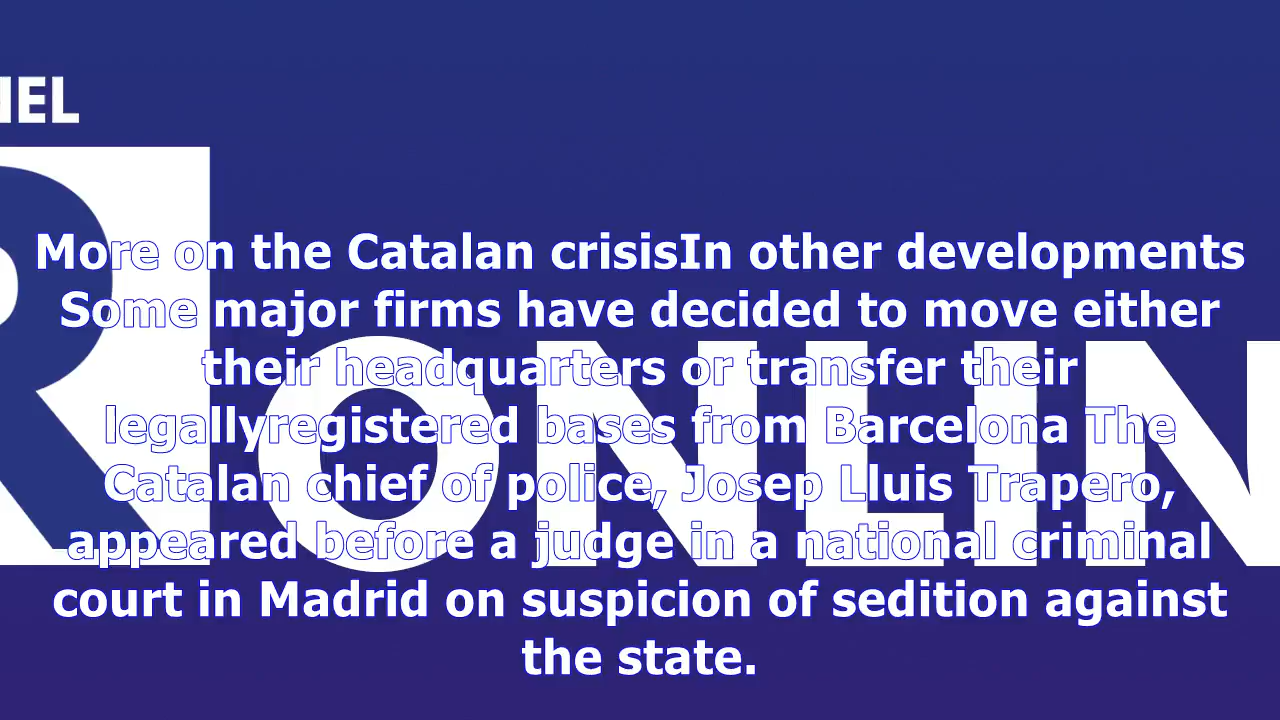 NEL
R
ONLIN
More on the Catalan crisisIn other developments
Some major firms have decided to move either
their headquarters or transfer their
legallyregistered bases from Barcelona The
Catalan chief of police, Josep Lluis Trapero,
appeared before a judge in a national criminal
court in Madrid on suspicion of sedition against
the state.